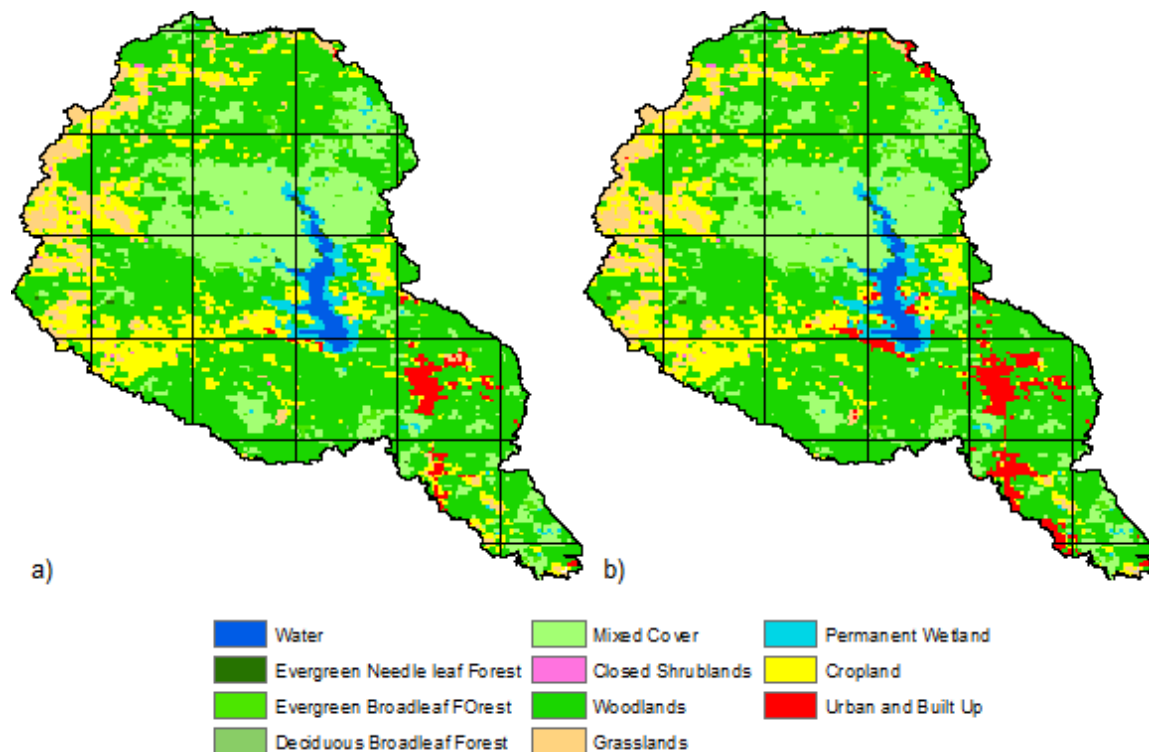 a)
b)
Water
Mixed Cover
Permanent Wetland
Evergreen Needle leaf Forest
Closed Shrublands
Cropland
Evergreen Broadleaf FOrest
Woodlands
Urban and Built Up
Deciduous Broadleaf Forest
Grasslands